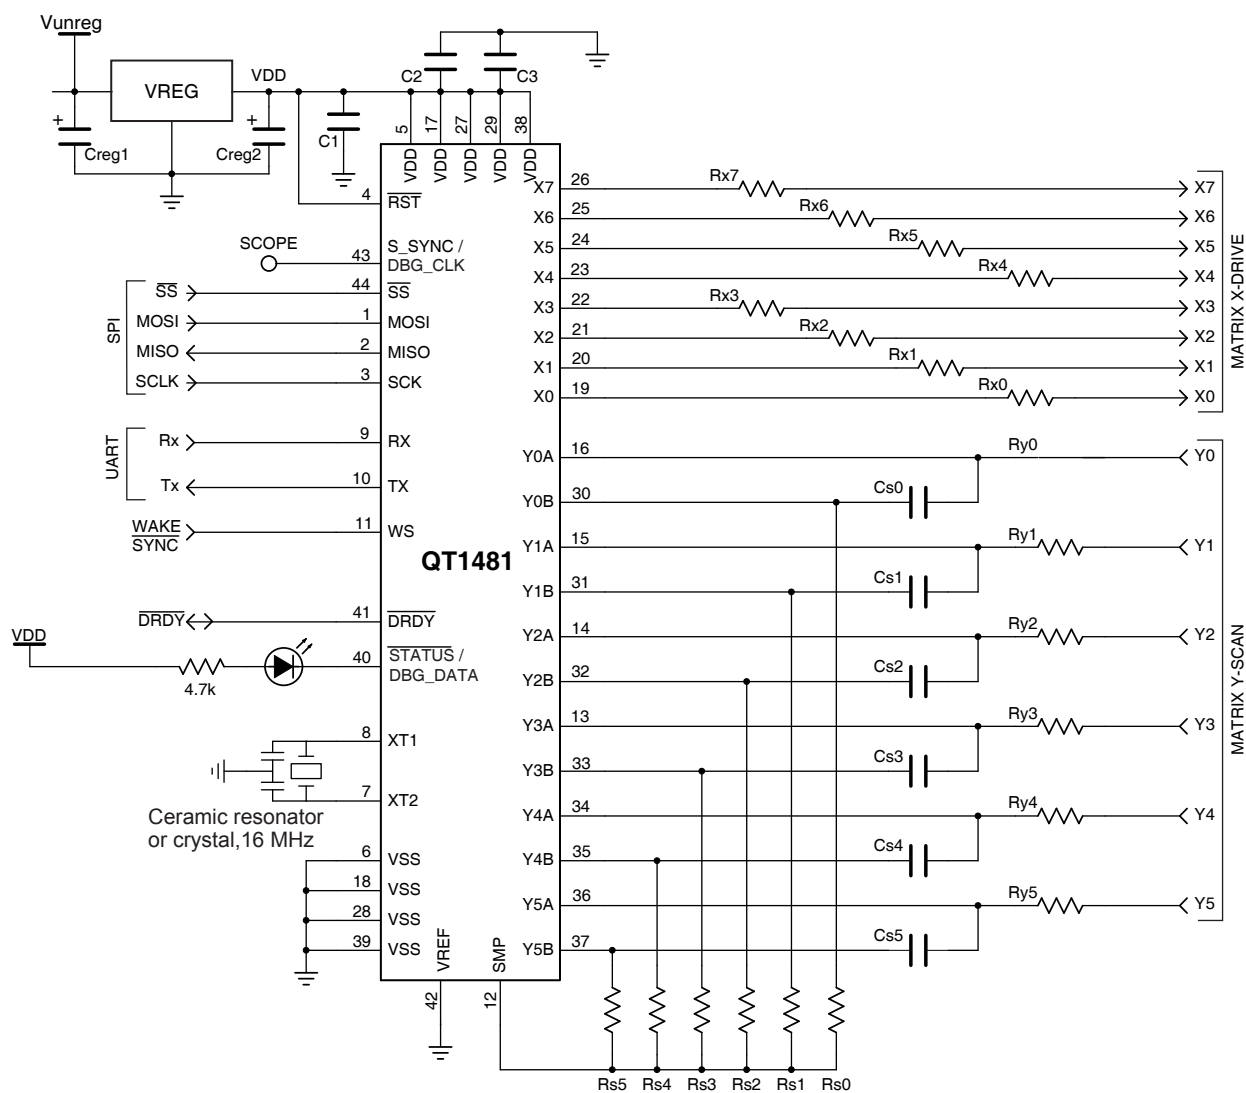 Vunreg
VREG
VDD
+
Creg1
+
Creg2
C1
C2
C3
5
17
27
29
38
VDD
VDD
VDD
VDD
VDD
4
RST
SCOPE
43
S_SYNC /
DBG_CLK
SPI
SS
44
SS
MOSI
1
MOSI
MISO
2
MISO
SCLK
3
SCK
UART
Rx
9
RX
Tx
10
TX
WAKE
SYNC
11
WS
QT1481
DRDY
41
DRDY
VDD
4.7k
40
STATUS /
DBG_DATA
8
XT1
7
XT2
Ceramic resonator
or crystal,16 MHz
6
VSS
18
VSS
28
VSS
39
VSS
VREF
42
SMP
12
X7
26
Rx7
X7
X6
25
Rx6
X6
X5
24
Rx5
X5
X4
23
Rx4
X4
X3
22
Rx3
X3
X2
21
Rx2
X2
X1
20
Rx1
X1
X0
19
Rx0
X0
MATRIX X-DRIVE
Y0A
16
Ry0
Y0
Y0B
30
Cs0
Y1A
15
Ry1
Y1
Y1B
31
Cs1
Y2A
14
Ry2
Y2
Y2B
32
Cs2
Y3A
13
Ry3
Y3
Y3B
33
Cs3
Y4A
34
Ry4
Y4
Y4B
35
Cs4
Y5A
36
Ry5
Y5
Y5B
37
Cs5
MATRIX Y-SCAN
Rs5
Rs4
Rs3
Rs2
Rs1
Rs0